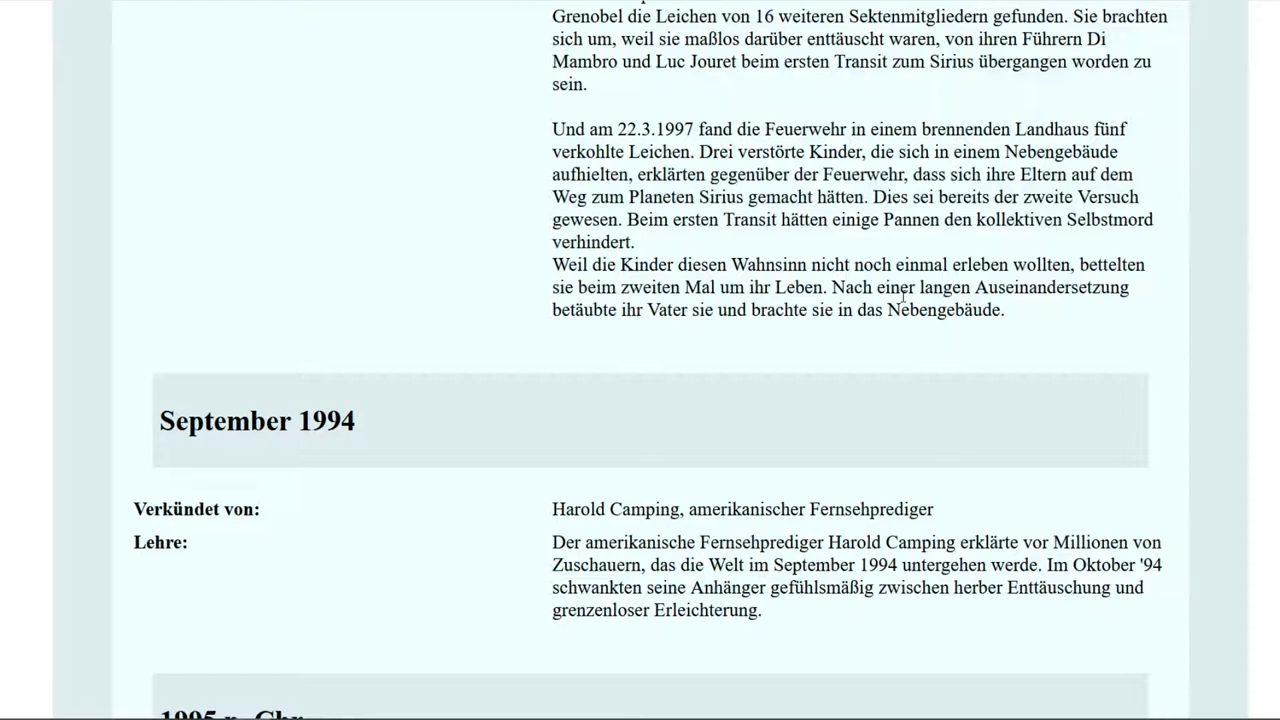 Grenobel die Leichen von 16 weiteren Sektenmitgliedern gefunden. Sie brachten
sich um, weil sie maßlos darüber enttäuscht waren, von ihren Führern Di
Mambro und Luc Jouret beim ersten Transit zum Sirius übergangen worden zu
sein.
Und am 22.3.1997 fand die Feuerwehr in einem brennenden Landhaus fünf
verkohlte Leichen. Drei verstörte Kinder, die sich in einem Nebengebäude
aufhielten, erklärten gegenüber der Feuerwehr, dass sich ihre Eltern auf dem
Weg zum Planeten Sirius gemacht hätten. Dies sei bereits der zweite Versuch
gewesen. Beim ersten Transit hätten einige Pannen den kollektiven Selbstmord
verhindert.
Weil die Kinder diesen Wahnsinn nicht noch einmal erleben wollten, bettelten
sie beim zweiten Mal um ihr Leben. Nach einer langen Auseinandersetzung
betäubte ihr Vater sie und brachte sie in das Nebengebäude.
September 1994
Verkündet von: Harold Camping, amerikanischer Fernsehprediger
Lehre: Der amerikanische Fernsehprediger Harold Camping erklärte vor Millionen von
Zuschauern, das die Welt im September 1994 untergehen werde. Im Oktober '94
schwankten seine Anhänger gefühlsmäßig zwischen herber Enttäuschung und
grenzenloser Erleichterung.
1995 n. Chr.